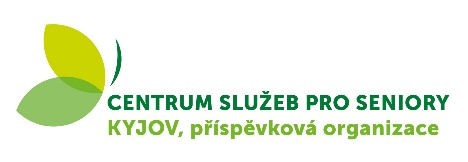 CENTRUM SLUŽEB PRO SENIORY
KYJOV, příspěvková organizace